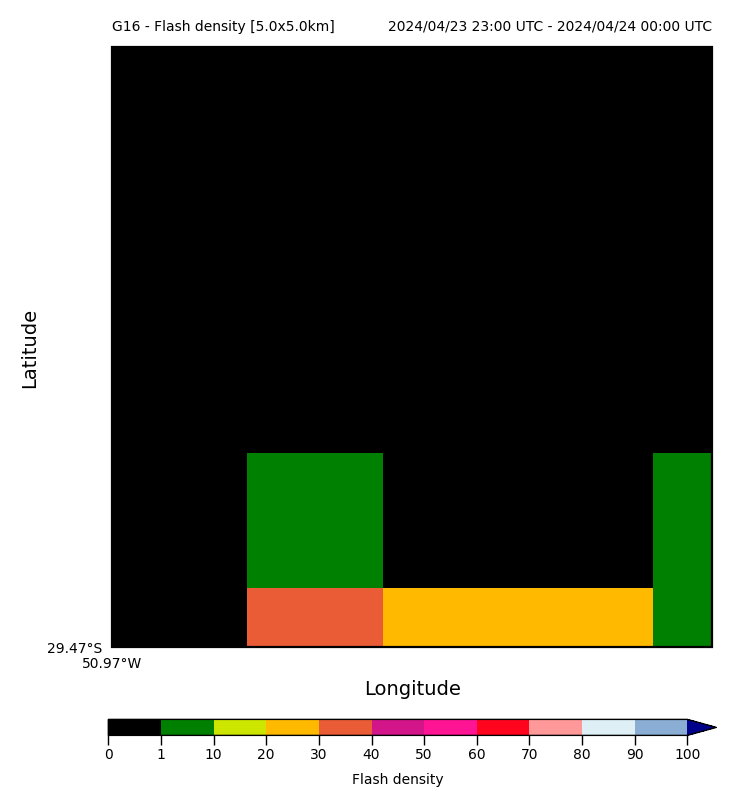 G16 - Flash density [5.0x5.0km] 2024/04/23 23:00 UTC - 2024/04/24 00:00 UTC
Latitude
29.47°S
50.97°W
Longitude
0 1 10 20 30 40 50 60 70 80 90 100
Flash density